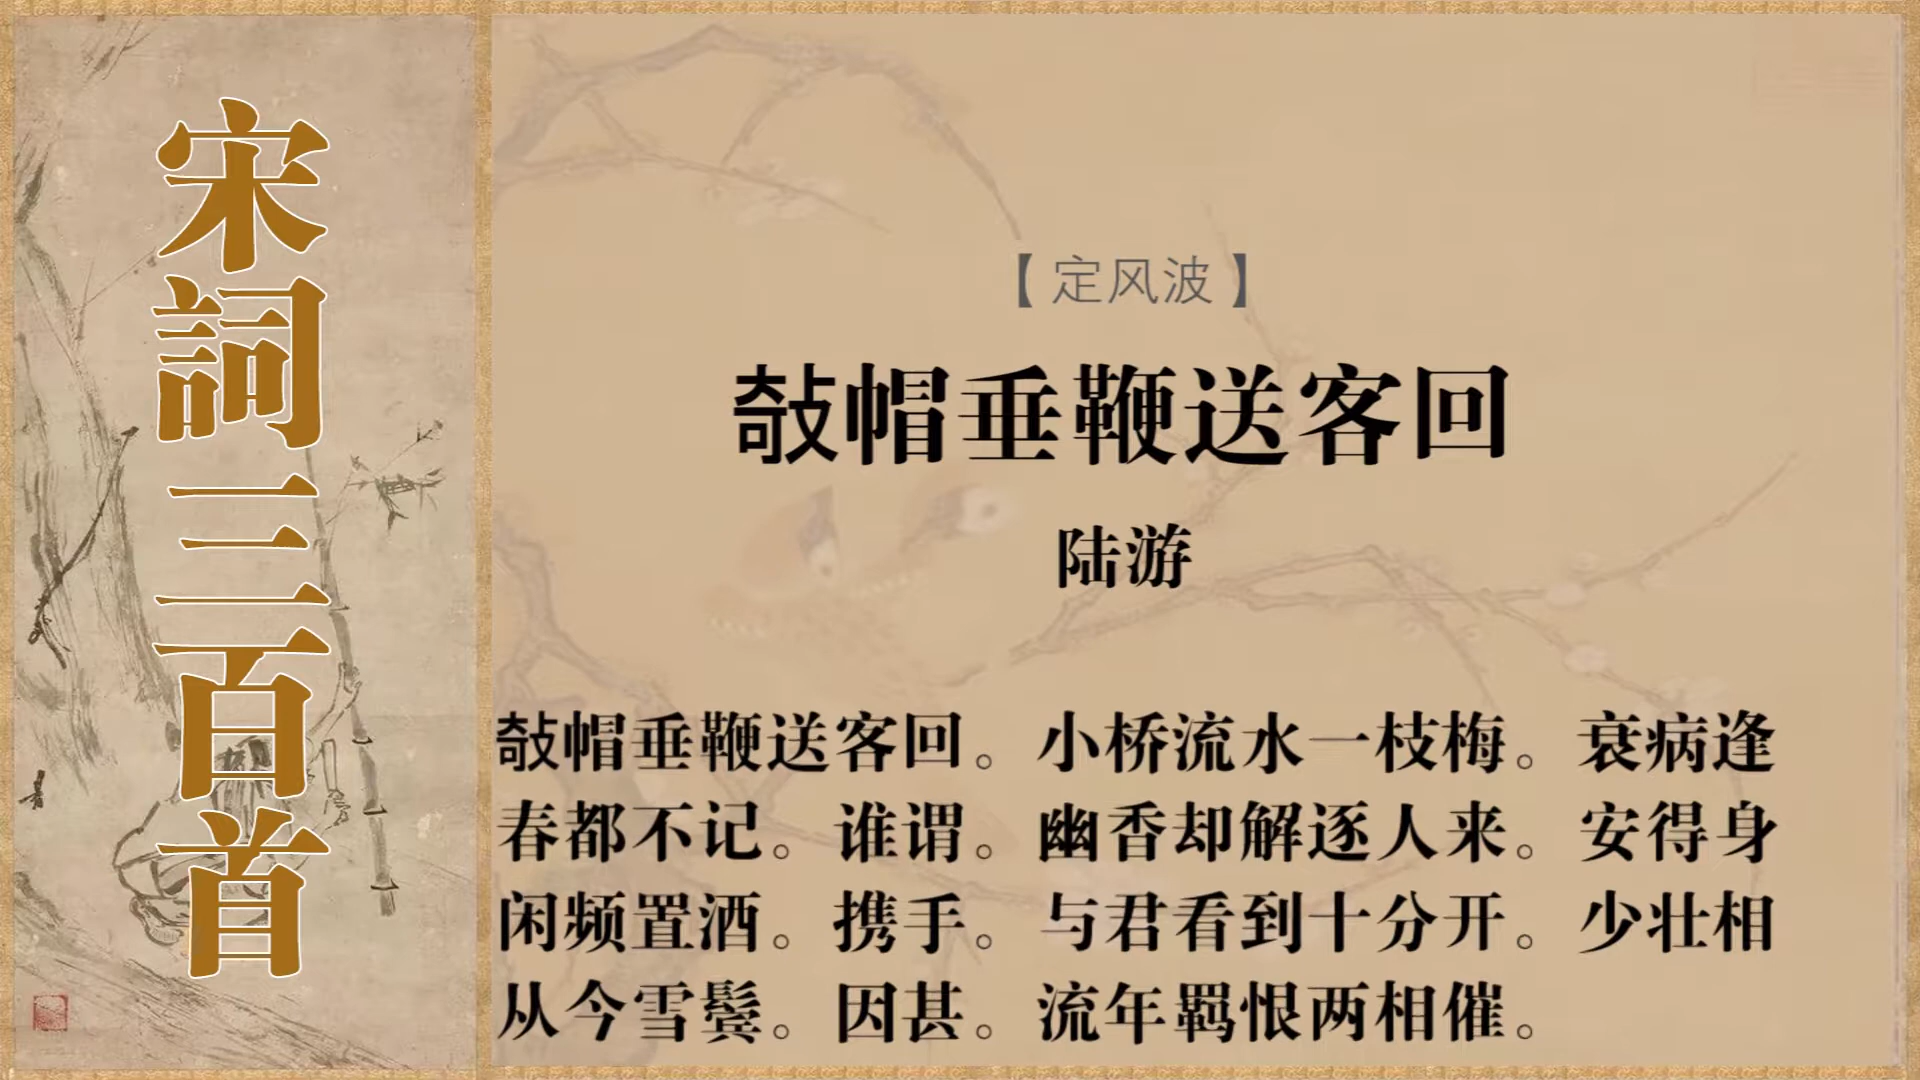 宋詞三百首
【定风波】
敧帽垂鞭送客回
陆游
敧帽垂鞭送客回。小桥流水一枝梅。衰病逢
春都不记。谁谓。幽香却解逐人来。安得身
闲频置酒。携手。与君看到十分开。少壮相
从今雪鬓。因甚。流年羁恨两相催。